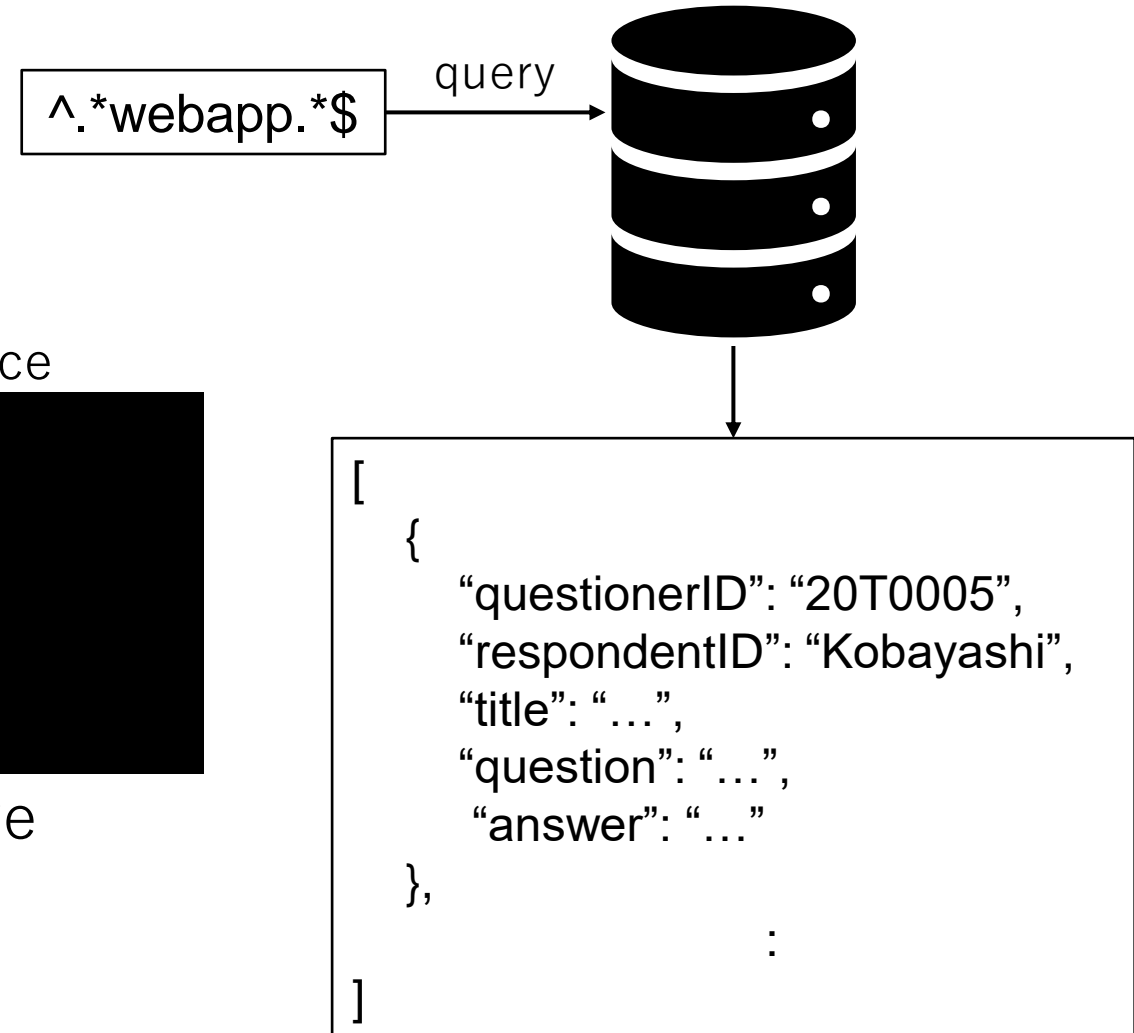 ^.*webapp.*$
query
ce
e
[
{
“questionerID”: “20T0005”,
“respondentID”: “Kobayashi”,
“title”: “…”,
“question”: “…”,
“answer”: “…”
},
:
]